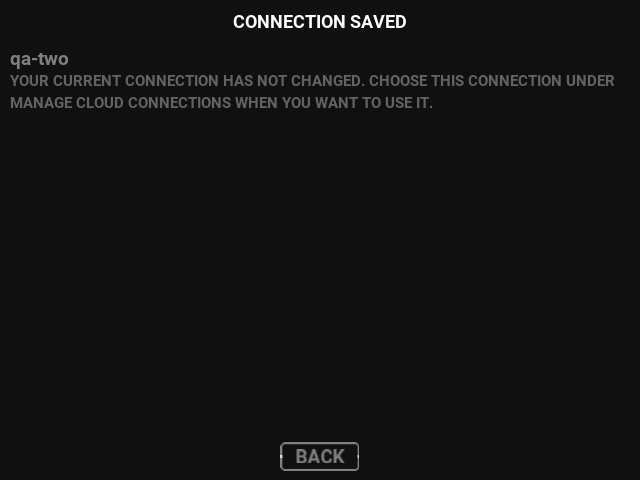 CONNECTION SAVED
qa-two
YOUR CURRENT CONNECTION HAS NOT CHANGED. CHOOSE THIS CONNECTION UNDER
MANAGE CLOUD CONNECTIONS WHEN YOU WANT TO USE IT.
BACK